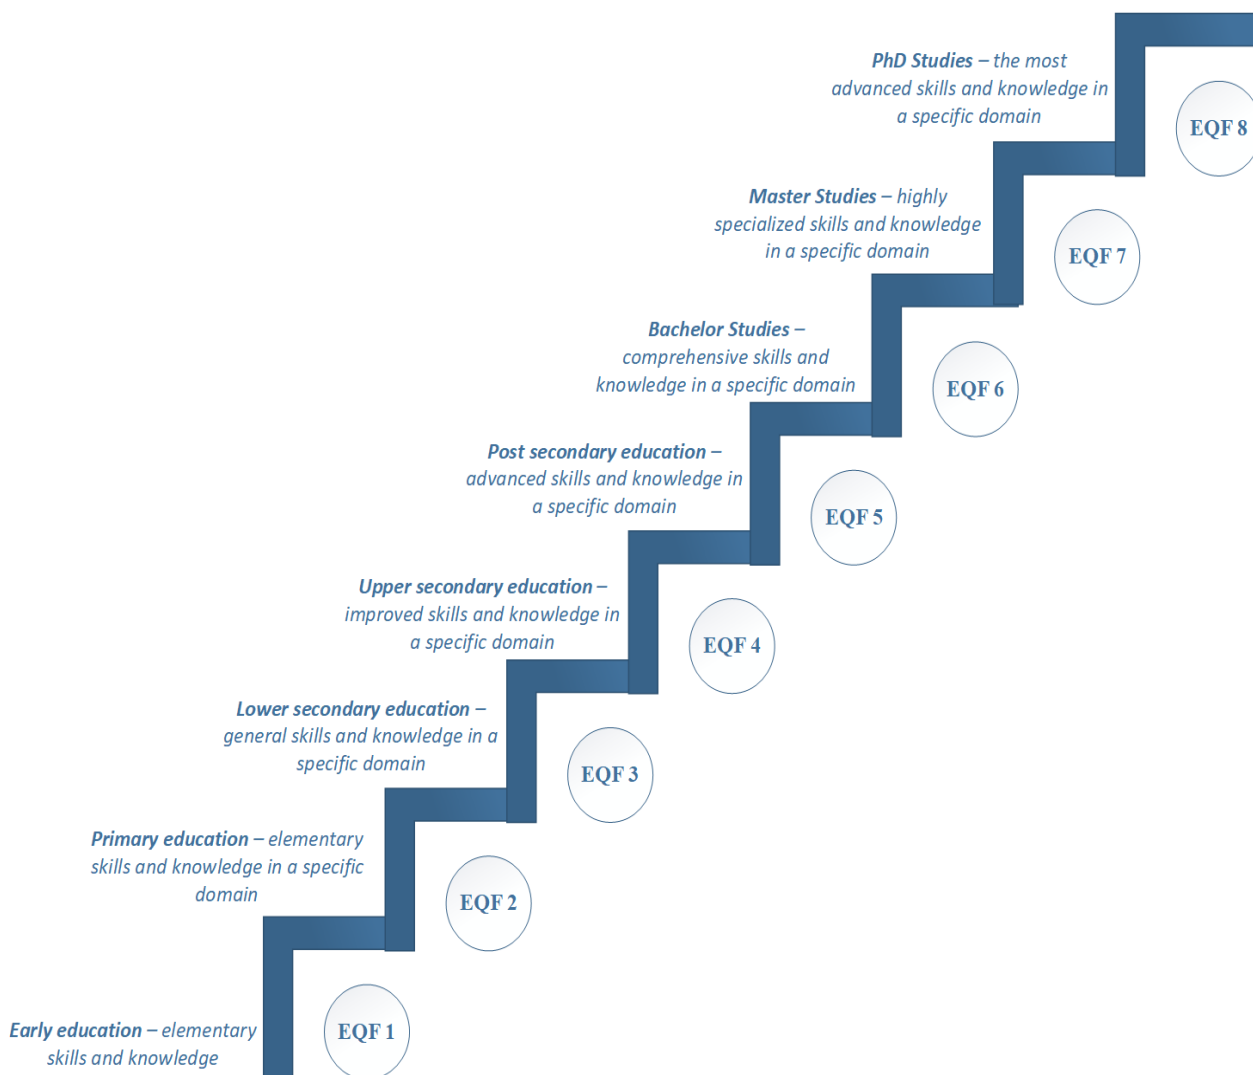 PhD Studies – the most
advanced skills and knowledge in
a specific domain
EQF 8
Master Studies – highly
specialized skills and knowledge
in a specific domain
EQF 7
Bachelor Studies –
comprehensive skills and
knowledge in a specific domain
EQF 6
Post secondary education –
advanced skills and knowledge in
a specific domain
EQF 5
Upper secondary education –
improved skills and knowledge in
a specific domain
EQF 4
Lower secondary education –
general skills and knowledge in a
specific domain
EQF 3
Primary education – elementary
skills and knowledge in a specific
domain
EQF 2
Early education – elementary
skills and knowledge
EQF 1